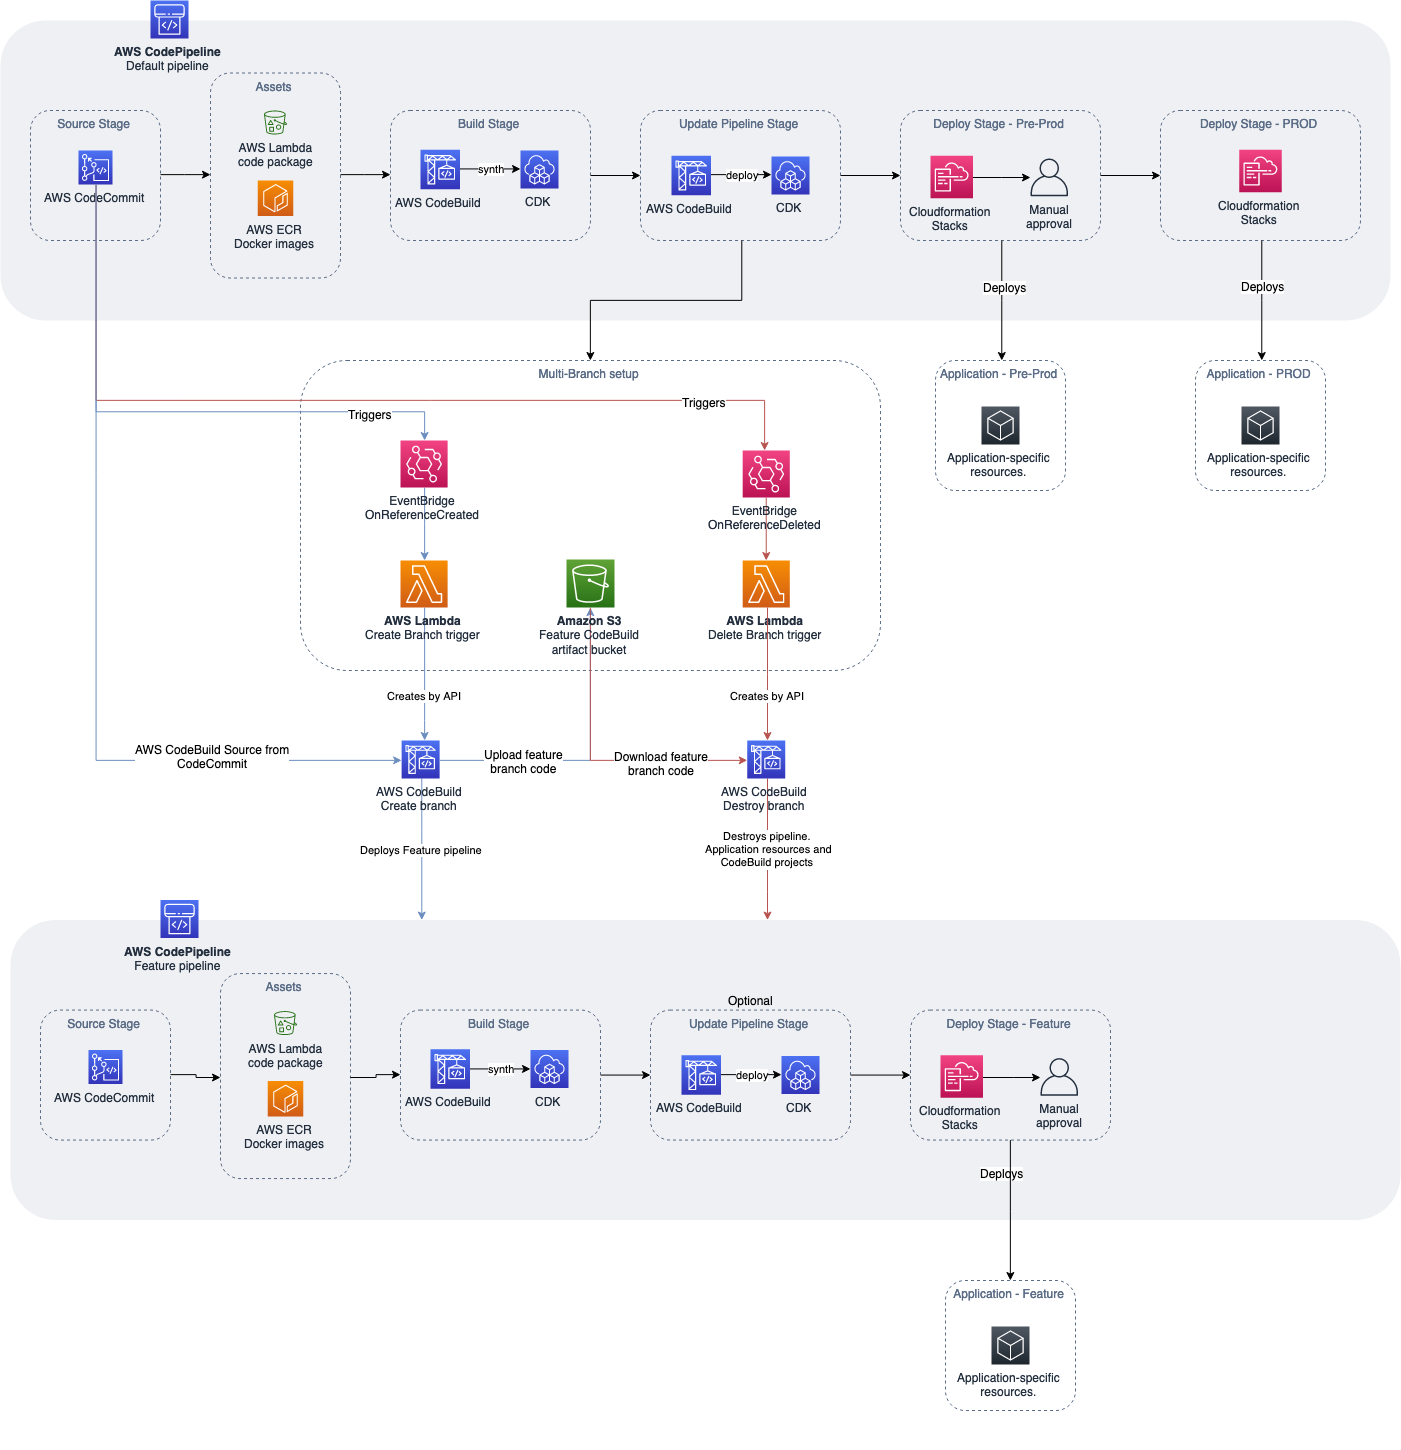 AWS CodePipeline
Default pipeline
Source Stage
AWS CodeCommit
Assets
AWS Lambda
code package
AWS ECR
Docker images
Build Stage
AWS CodeBuild
synth
CDK
Update Pipeline Stage
AWS CodeBuild
deploy
CDK
Deploy Stage - Pre-Prod
Cloudformation
Stacks
Manual
approval
Deploy Stage - PROD
Cloudformation
Stacks
Deploys
Deploys
Multi-Branch setup
Application - Pre-Prod
Application-specific
resources.
Application - PROD
Application-specific
resources.
Triggers
Triggers
EventBridge
OnReferenceCreated
EventBridge
OnReferenceDeleted
AWS Lambda
Create Branch trigger
Amazon S3
Feature CodeBuild
artifact bucket
AWS Lambda
Delete Branch trigger
Creates by API
Creates by API
AWS CodeBuild Source from
CodeCommit
Upload feature
branch code
Download feature
branch code
AWS CodeBuild
Create branch
AWS CodeBuild
Destroy branch
Deploys Feature pipeline
Destroys pipeline.
Application resources and
CodeBuild projects
AWS CodePipeline
Feature pipeline
Source Stage
AWS CodeCommit
Assets
AWS Lambda
code package
AWS ECR
Docker images
Build Stage
AWS CodeBuild
synth
CDK
Optional
Update Pipeline Stage
AWS CodeBuild
deploy
CDK
Deploy Stage - Feature
Cloudformation
Stacks
Manual
approval
Deploys
Application - Feature
Application-specific
resources.